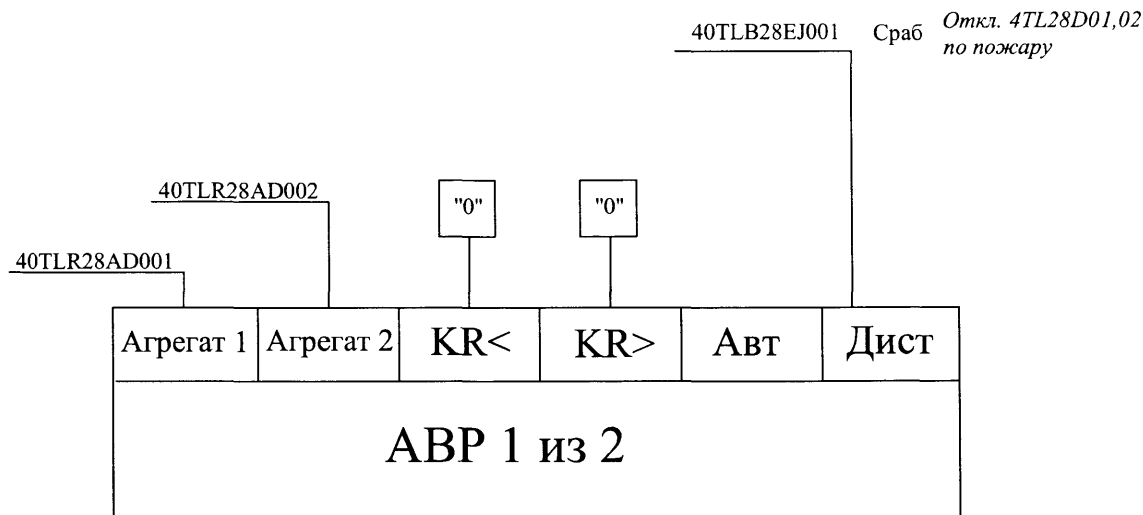 40TLB28EJ001 Сраб Откл. 4TL28D01,02
по пожару
40TLR28AD002 "0" "0"
40TLR28AD001
Агрегат 1 Агрегат 2 KR< KR> Авт Дист
АВР 1 из 2